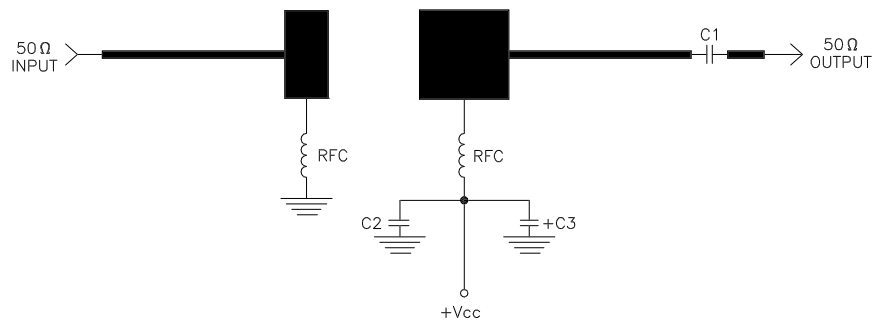 C1
50Ω
INPUT
50Ω
OUTPUT
RFC
RFC
C2
+C3
+Vcc